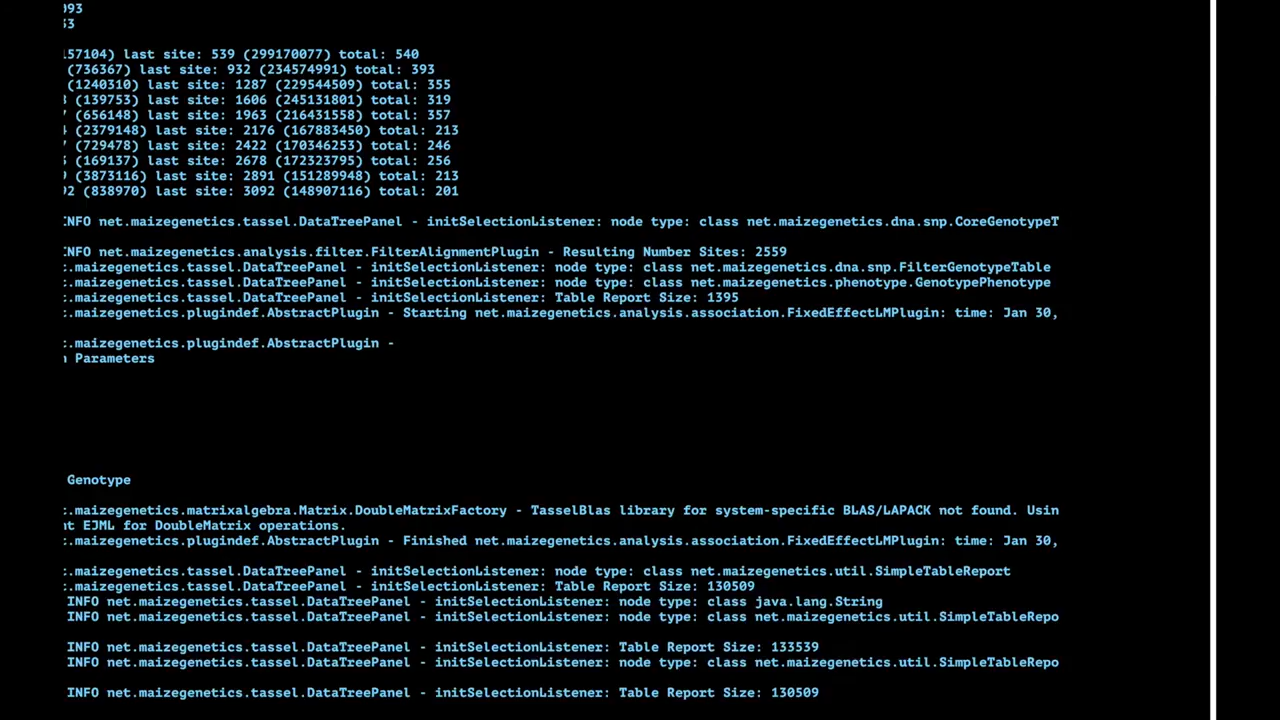 093
53
157104) last site: 539 (299170077) total: 540
(736367) last site: 932 (234574991) total: 393
(1240310) last site: 1287 (229544509) total: 355
(139753) last site: 1606 (245131801) total: 319
(656148) last site: 1963 (216431558) total: 357
(2379148) last site: 2176 (167883450) total: 213
(729478) last site: 2422 (170346253) total: 246
(169137) last site: 2678 (172323795) total: 256
(3873116) last site: 2891 (151289948) total: 213
92 (838970) last site: 3092 (148907116) total: 201
INFO net.maizegenetics.tassel.DataTreePanel - initSelectionListener: node type: class net.maizegenetics.dna.snp.CoreGenotypeT
INFO net.maizegenetics.analysis.filter.FilterAlignmentPlugin - Resulting Number Sites: 2559
.maizegenetics.tassel.DataTreePanel - initSelectionListener: node type: class net.maizegenetics.dna.snp.FilterGenotypeTable
.maizegenetics.tassel.DataTreePanel - initSelectionListener: node type: class net.maizegenetics.phenotype.GenotypePhenotype
.maizegenetics.tassel.DataTreePanel - initSelectionListener: Table Report Size: 1395
.maizegenetics.plugindef.AbstractPlugin - Starting net.maizegenetics.analysis.association.FixedEffectLMPlugin: time: Jan 30,
.maizegenetics.plugindef.AbstractPlugin -
Parameters
Genotype
.maizegenetics.matrixalgebra.Matrix.DoubleMatrixFactory - TasselBlas library for system-specific BLAS/LAPACK not found. Usin
t EJML for DoubleMatrix operations.
.maizegenetics.plugindef.AbstractPlugin - Finished net.maizegenetics.analysis.association.FixedEffectLMPlugin: time: Jan 30,
.maizegenetics.tassel.DataTreePanel - initSelectionListener: node type: class net.maizegenetics.util.SimpleTableReport
.maizegenetics.tassel.DataTreePanel - initSelectionListener: Table Report Size: 130509
INFO net.maizegenetics.tassel.DataTreePanel - initSelectionListener: node type: class java.lang.String
INFO net.maizegenetics.tassel.DataTreePanel - initSelectionListener: node type: class net.maizegenetics.util.SimpleTableRepo
INFO net.maizegenetics.tassel.DataTreePanel - initSelectionListener: Table Report Size: 133539
INFO net.maizegenetics.tassel.DataTreePanel - initSelectionListener: node type: class net.maizegenetics.util.SimpleTableRepo
INFO net.maizegenetics.tassel.DataTreePanel - initSelectionListener: Table Report Size: 130509